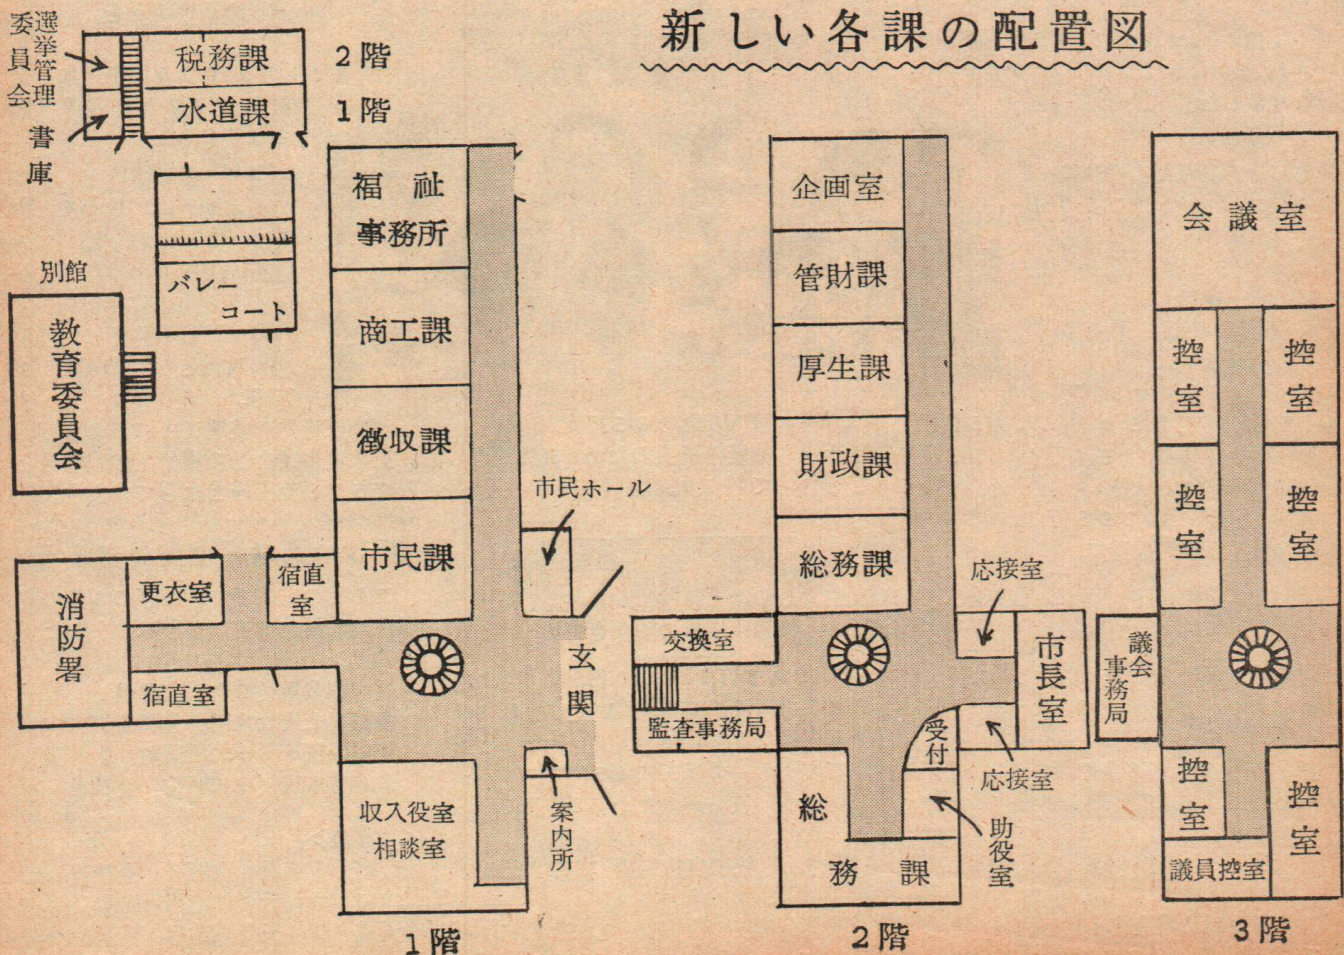 新しい各課の配置図
選挙管理
委員会
書庫
税務課
2階
水道課
1階
バレー
コート
別館
教育委員会
福祉
事務所
商工課
徴収課
市民課
市民ホール
消防署
更衣室
宿直
室
宿直室
玄関
案内所
収入役室
相談室
1階
企画室
管財課
厚生課
財政課
総務課
交換室
監査事務局
応接室
市長室
受付
応接室
助役室
総
務課
2階
会議室
控室
控室
控室
控室
議会
事務局
控室
控室
議員控室
3階